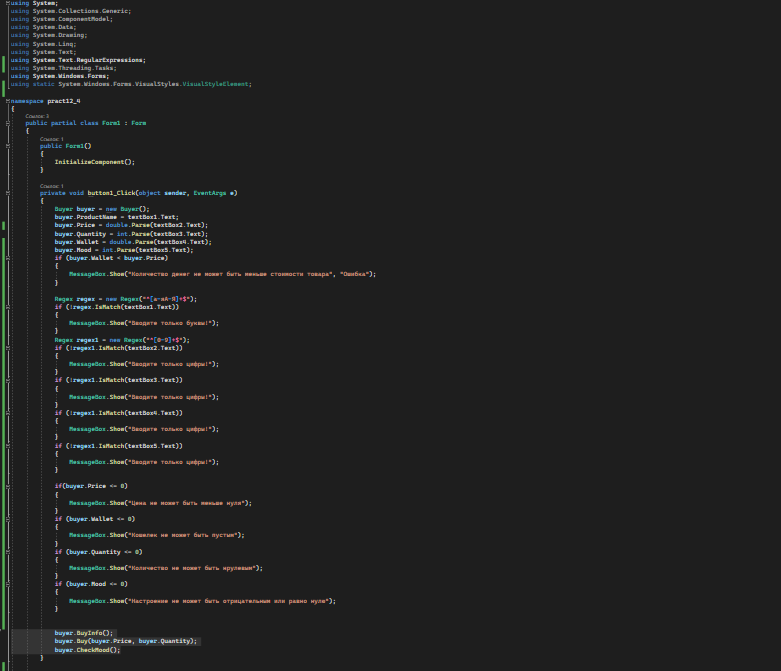 using System;
using System.Collections.Generic;
using System.ComponentModel;
using System.Data;
using System.Drawing;
using System.Linq;
using System.Text;
using System.Text.RegularExpressions;
using System.Threading.Tasks;
using System.Windows.Forms;
using static System.Windows.Forms.VisualStyles.VisualStyleElement;
namespace pract12_4
{
Ссылок: 3
public partial class Form1 : Form
{
Ссылок: 1
public Form1()
{
InitializeComponent();
}
Ссылок: 1
private void button1_Click(object sender, EventArgs e)
{
Buyer buyer = new Buyer();
buyer.ProductName = textBox1.Text;
buyer.Price = double.Parse(textBox2.Text);
buyer.Quantity = int.Parse(textBox3.Text);
buyer.Wallet = double.Parse(textBox4.Text);
buyer.Mood = int.Parse(textBox5.Text);
if (buyer.Wallet < buyer.Price)
{
MessageBox.Show("Количество денег не может быть меньше стоимости товара", "Ошибка");
}
Regex regex = new Regex("^[а-яА-Я]+$");
if (!regex.IsMatch(textBox1.Text))
{
MessageBox.Show("Вводите только буквы!");
}
Regex regex1 = new Regex("^[0-9]+$");
if (!regex1.IsMatch(textBox2.Text))
{
MessageBox.Show("Вводите только цифры!");
}
if (!regex1.IsMatch(textBox3.Text))
{
MessageBox.Show("Вводите только цифры!");
}
if (!regex1.IsMatch(textBox4.Text))
{
MessageBox.Show("Вводите только цифры!");
}
if (!regex1.IsMatch(textBox5.Text))
{
MessageBox.Show("Вводите только цифры!");
}
if(buyer.Price <= 0)
{
MessageBox.Show("Цена не может быть меньше нуля");
}
if (buyer.Wallet <= 0)
{
MessageBox.Show("Кошелек не может быть пустым");
}
if (buyer.Quantity <= 0)
{
MessageBox.Show("Количество не может быть нрулевым");
}
if (buyer.Mood <= 0)
{
MessageBox.Show("Настроение не может быть отрицательным или равно нулю");
}
buyer.BuyInfo();
buyer.Buy(buyer.Price, buyer.Quantity);
buyer.CheckMood();
}